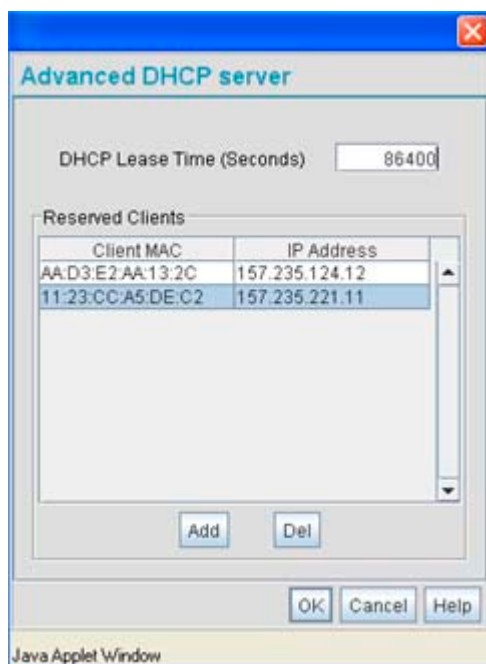 Advanced DHCP server
DHCP Lease Time (Seconds) 86400
Reserved Clients
Client MAC IP Address
AA:D3:E2:AA:13:2C 157.235.124.12
11:23:CC:A5:DE:C2 157.235.221.11
Add Del
OK Cancel Help
Java Applet Window